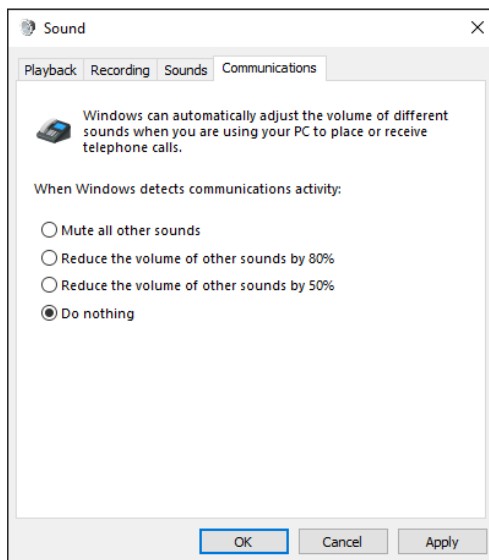 Sound
Playback Recording Sounds Communications
Windows can automatically adjust the volume of different
sounds when you are using your PC to place or receive
telephone calls.
When Windows detects communications activity:
Mute all other sounds
Reduce the volume of other sounds by 80%
Reduce the volume of other sounds by 50%
Do nothing
OK Cancel Apply